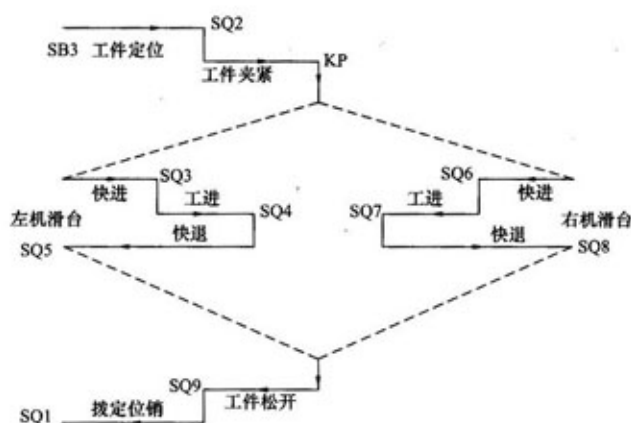 SQ2
SB3 工件定位
工件夹紧 KP
SQ3 SQ6
快进 快进
工进 工进
SQ4 SQ7
左机滑台 右机滑台
快退 快退
SQ5 SQ8
SQ9
工件松开
SQ1 拨定位销